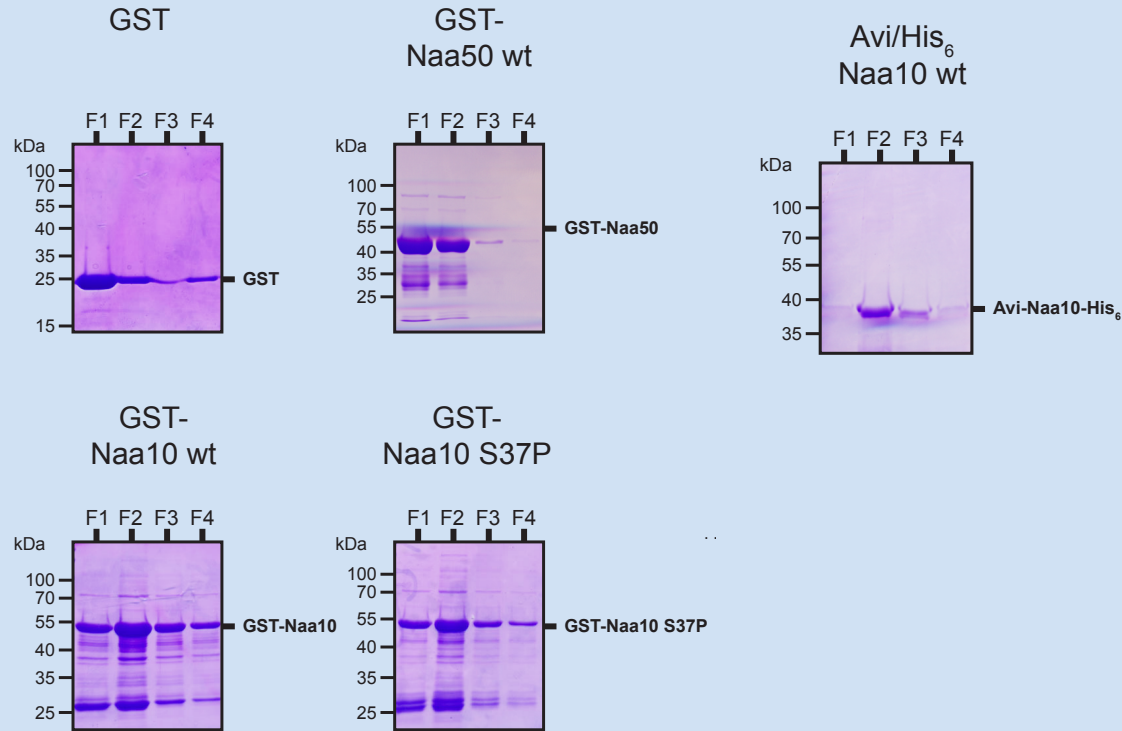 GST
F1 F2 F3 F4
kDa
100
70
55
40
35
25
15
GST
GST-
Naa50 wt
F1 F2 F3 F4
kDa
100
70
55
40
35
25
GST-Naa50
Avi/His₆
Naa10 wt
F1 F2 F3 F4
kDa
100
70
55
40
35
Avi-Naa10-His₆
GST-
Naa10 wt
F1 F2 F3 F4
kDa
100
70
55
40
35
25
GST-Naa10
GST-
Naa10 S37P
F1 F2 F3 F4
kDa
100
70
55
40
35
25
GST-Naa10 S37P